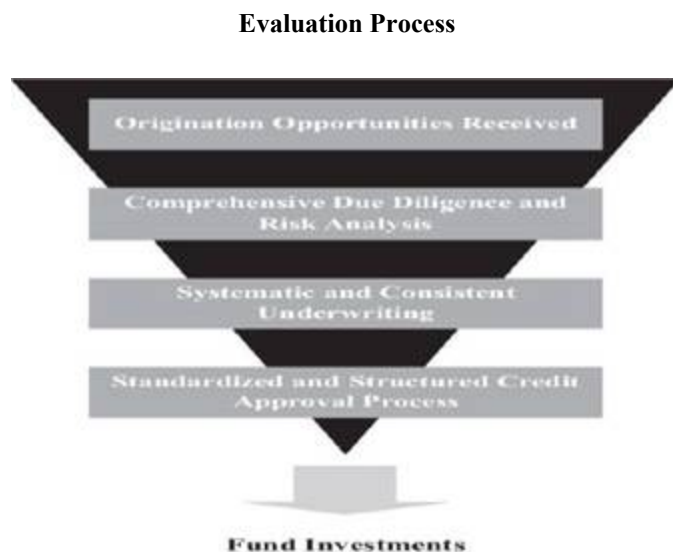 Evaluation Process
Origination Opportunities Received
Comprehensive Due Diligence and
Risk Analysis
Systematic and Consistent
Underwriting
Standardized and Structured Credit
Approval Process
Fund Investments